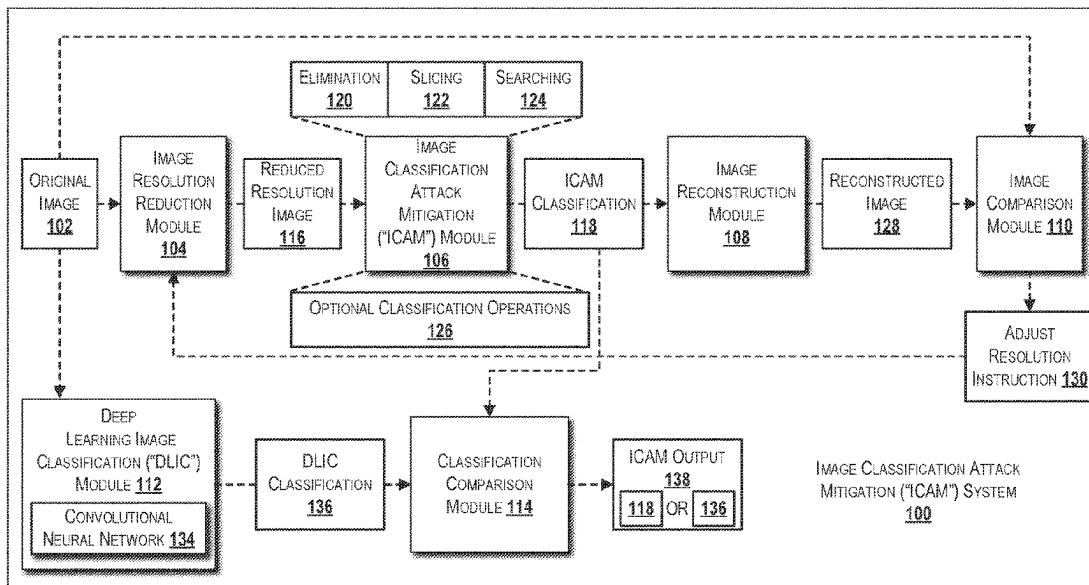 ELIMINATION
120
SLICING
122
SEARCHING
124
ORIGINAL
IMAGE
102
IMAGE
RESOLUTION
REDUCTION
MODULE
104
REDUCED
RESOLUTION
IMAGE
116
IMAGE
CLASSIFICATION
ATTACK
MITIGATION
("ICAM") MODULE
106
ICAM
CLASSIFICATION
118
IMAGE
RECONSTRUCTION
MODULE
108
RECONSTRUCTED
IMAGE
128
IMAGE
COMPARISON
MODULE 110
OPTIONAL CLASSIFICATION OPERATIONS
126
ADJUST
RESOLUTION
INSTRUCTION 130
DEEP
LEARNING IMAGE
CLASSIFICATION ("DLIC")
MODULE 112
CONVOLUTIONAL
NEURAL NETWORK 134
DLIC
CLASSIFICATION
136
CLASSIFICATION
COMPARISON
MODULE 114
ICAM OUTPUT
138
118 OR 136
IMAGE CLASSIFICATION ATTACK
MITIGATION ("ICAM") SYSTEM
100